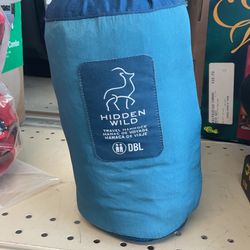 HIDDEN
WILD
TRAVEL HAMMOCK
HAMAC DE VOYAGE
HAMACA DE VIAJE
DBL